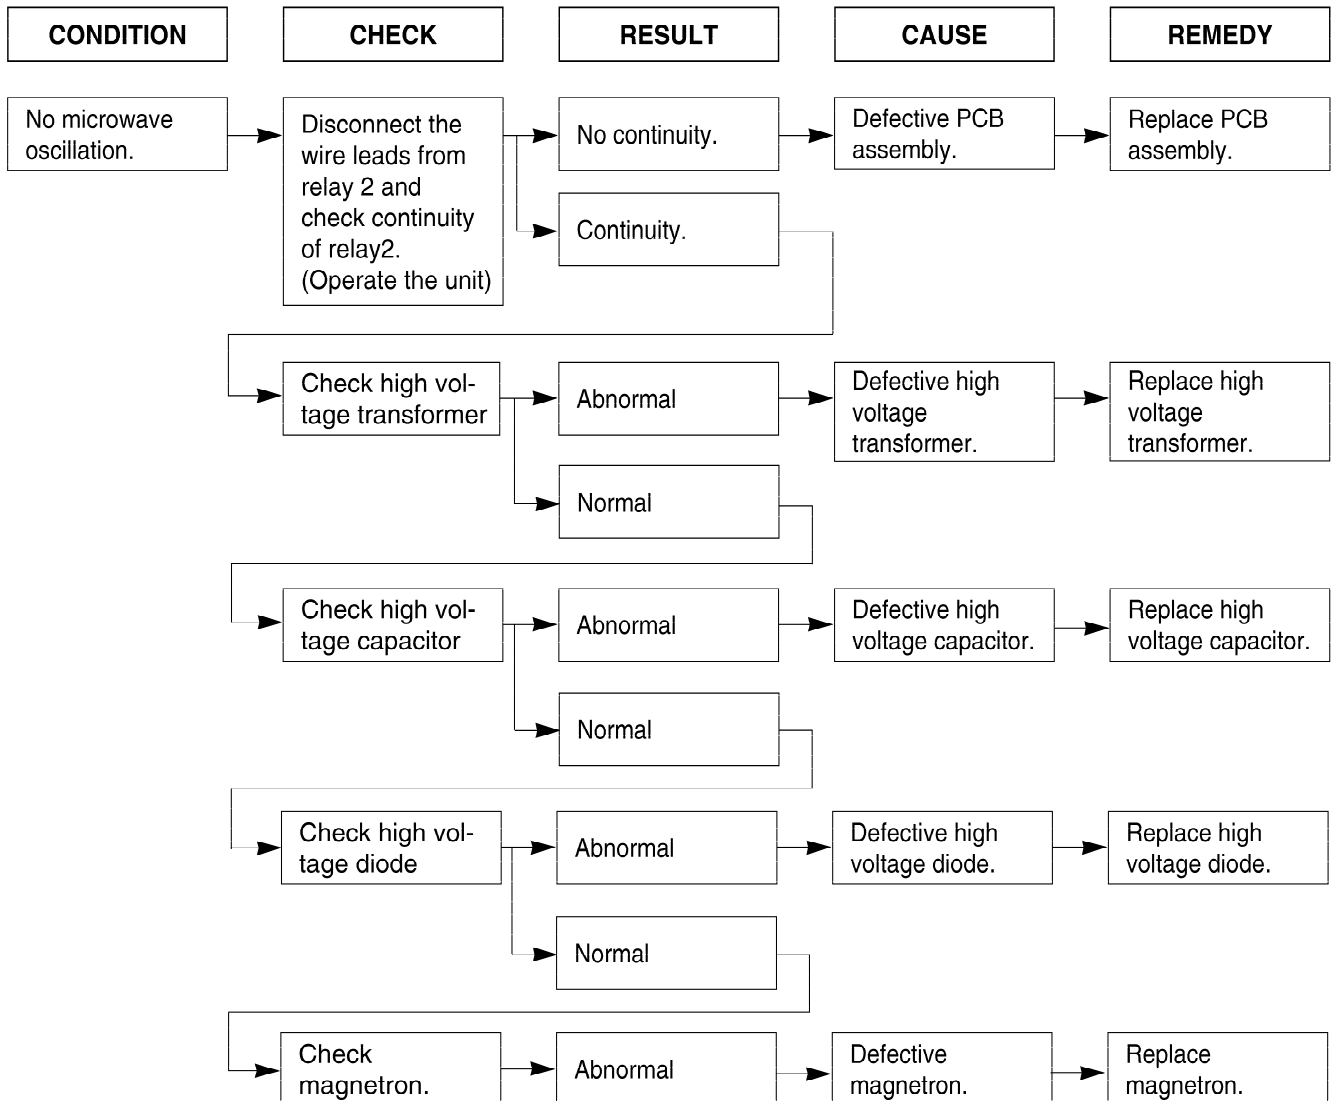 CONDITION
CHECK
RESULT
CAUSE
REMEDY
No microwave
oscillation.
Disconnect the
wire leads from
relay 2 and
check continuity
of relay2.
(Operate the unit)
No continuity.
Defective PCB
assembly.
Replace PCB
assembly.
Continuity.
Check high vol-
tage transformer
Abnormal
Defective high
voltage
transformer.
Replace high
voltage
transformer.
Normal
Check high vol-
tage capacitor
Abnormal
Defective high
voltage capacitor.
Replace high
voltage capacitor.
Normal
Check high vol-
tage diode
Abnormal
Defective high
voltage diode.
Replace high
voltage diode.
Normal
Check
magnetron.
Abnormal
Defective
magnetron.
Replace
magnetron.